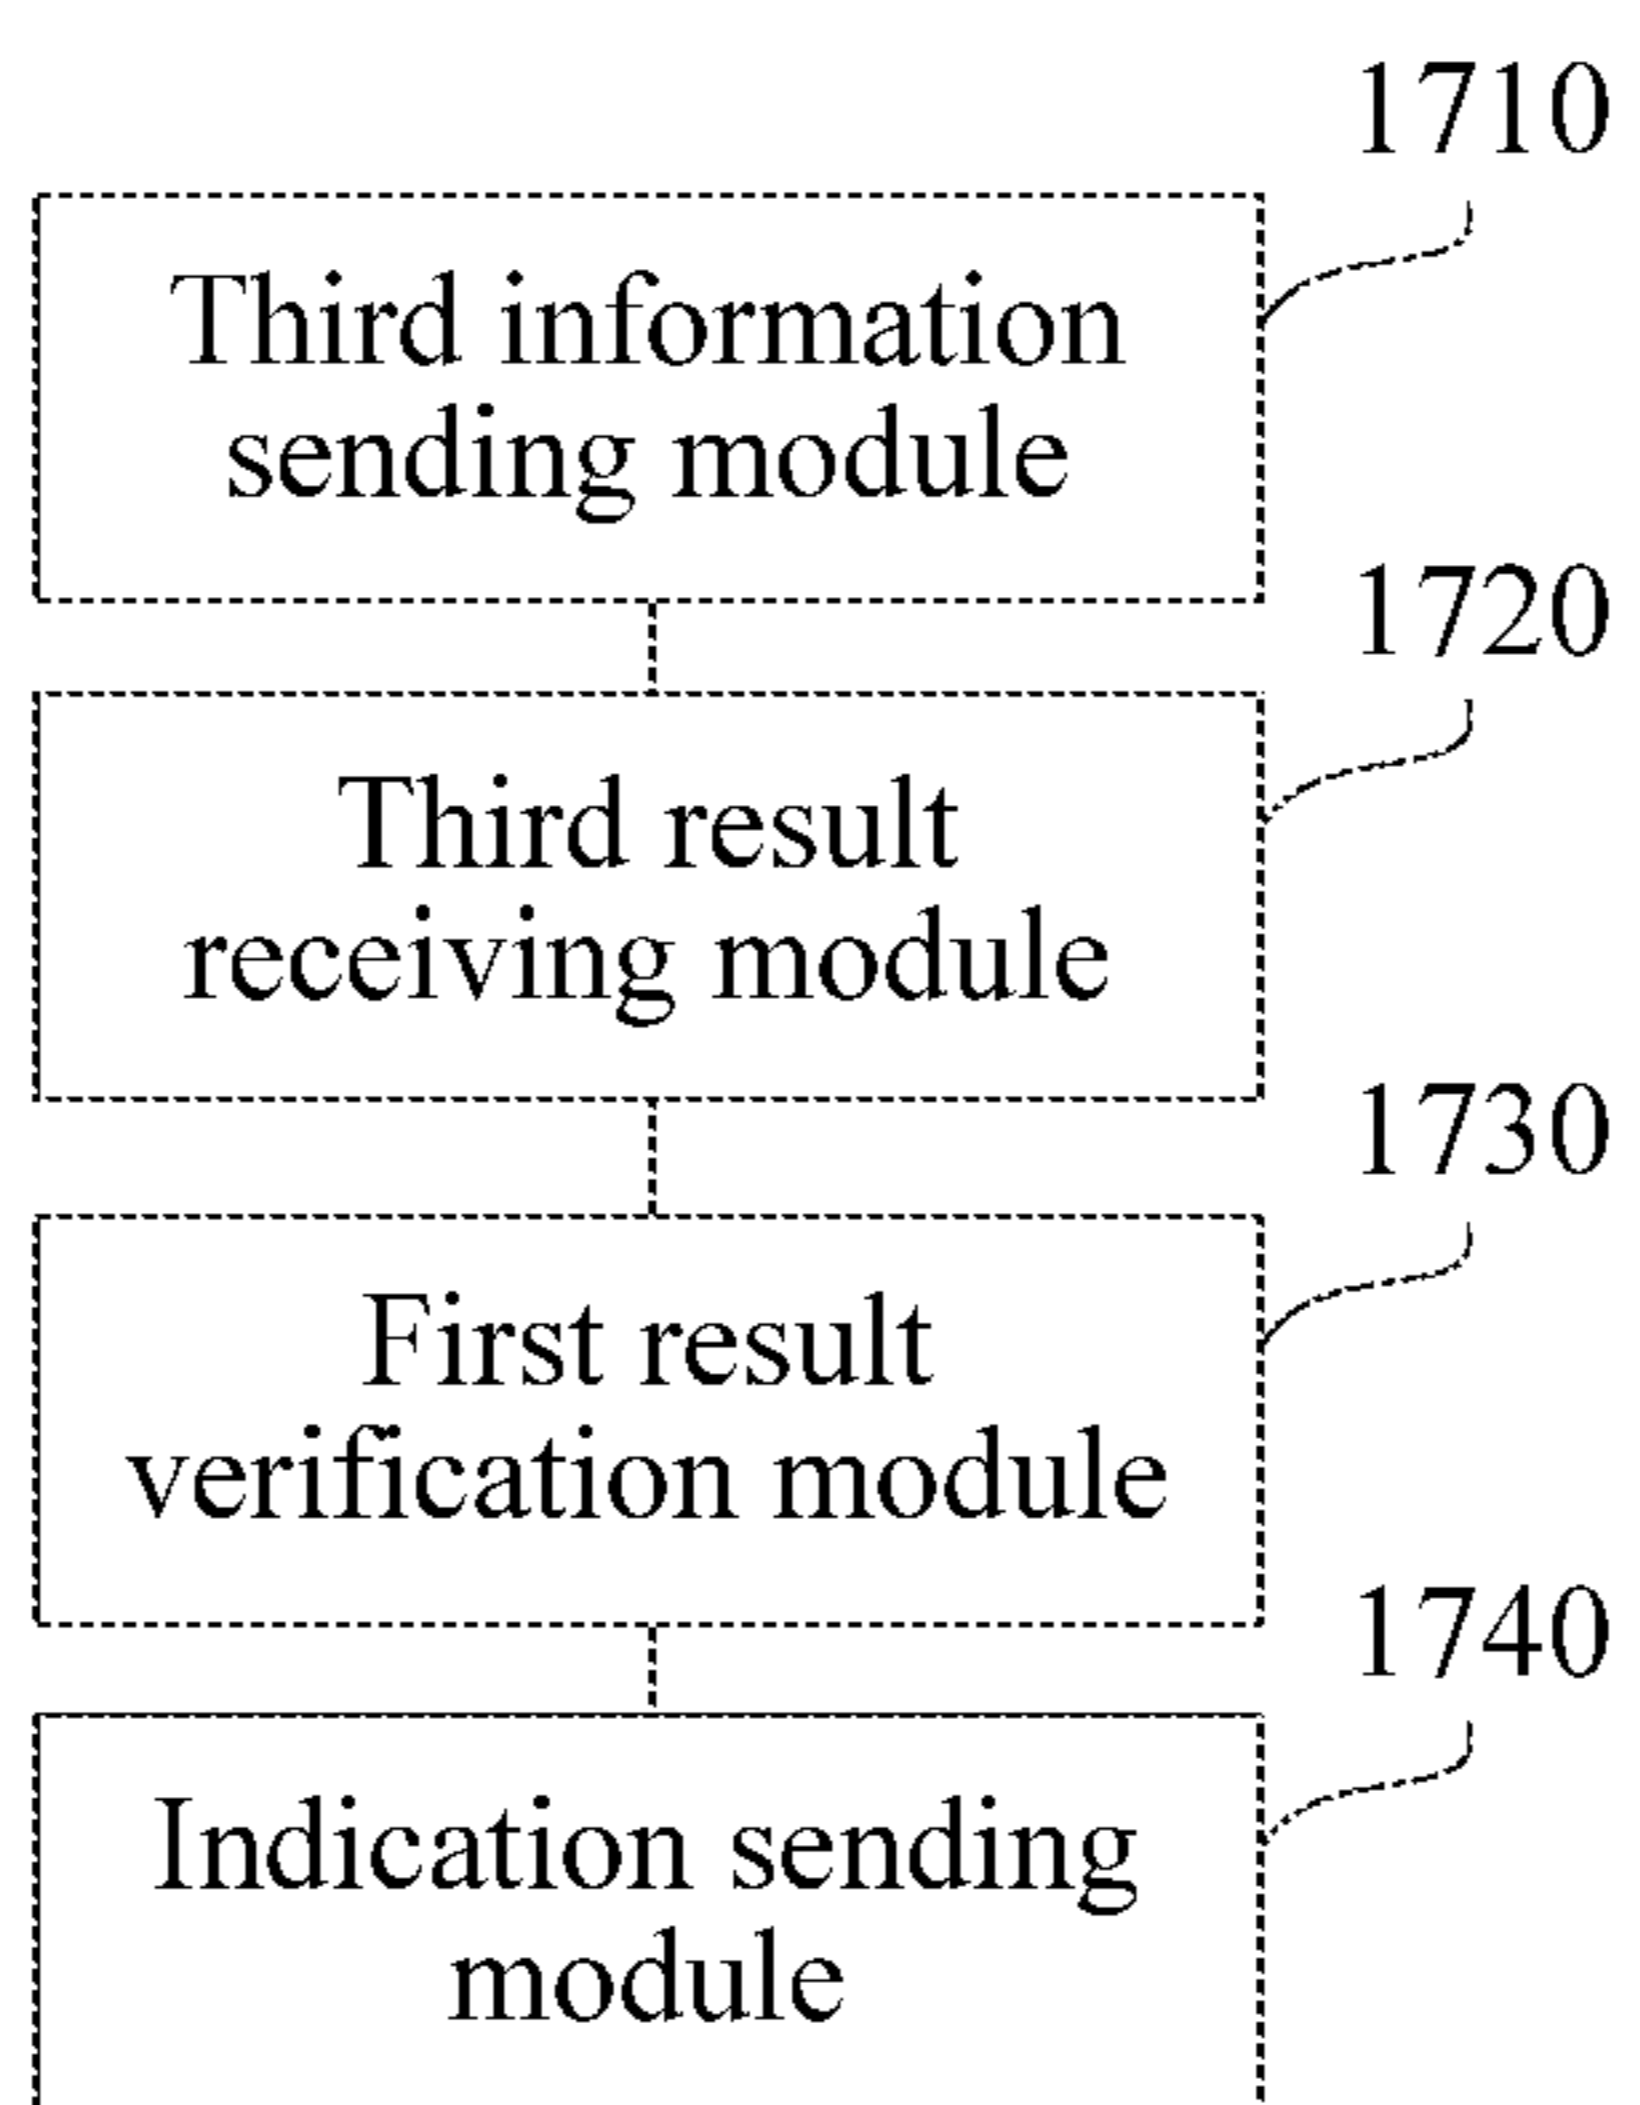 1710
Third information
sending module
1720
Third result
receiving module
1730
First result
verification module
1740
Indication sending
module